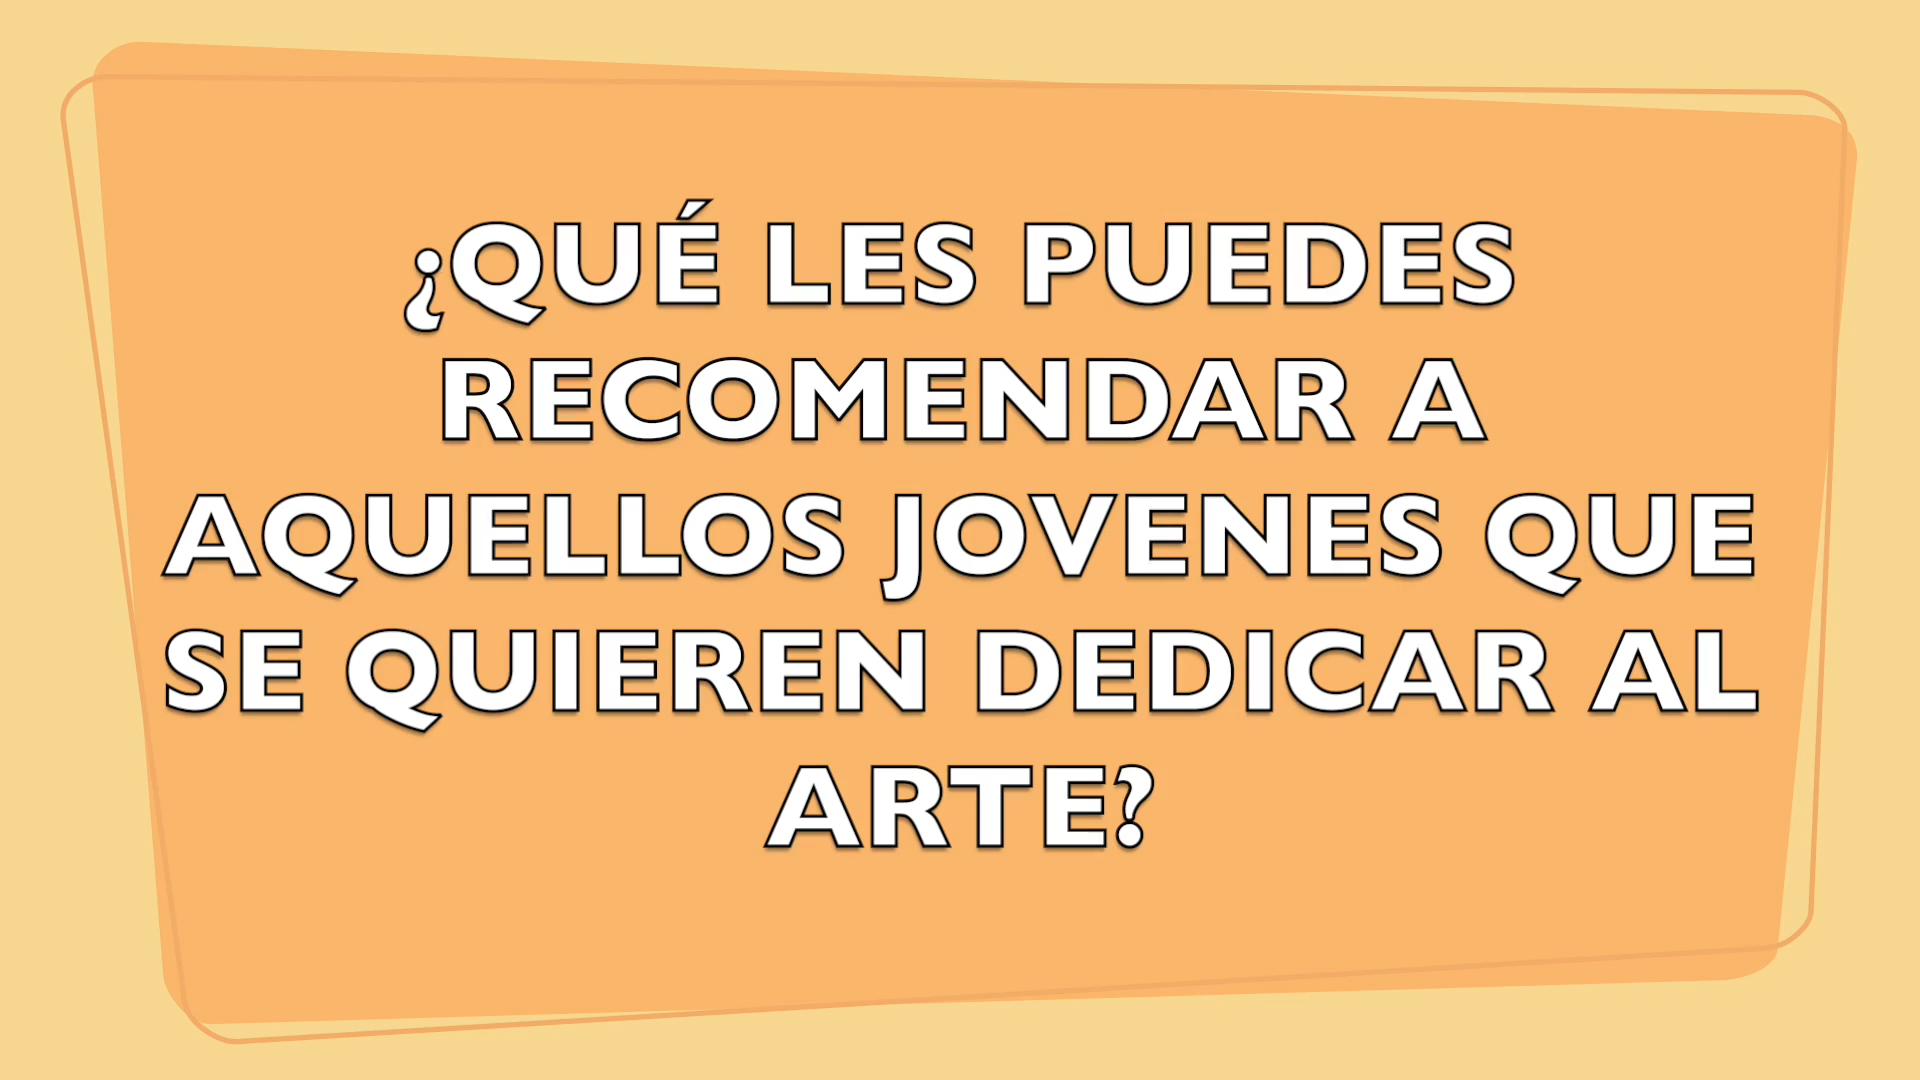 ¿QUÉ LES PUEDES
RECOMENDAR A
AQUELLOS JOVENES QUE
SE QUIEREN DEDICAR AL
ARTE?